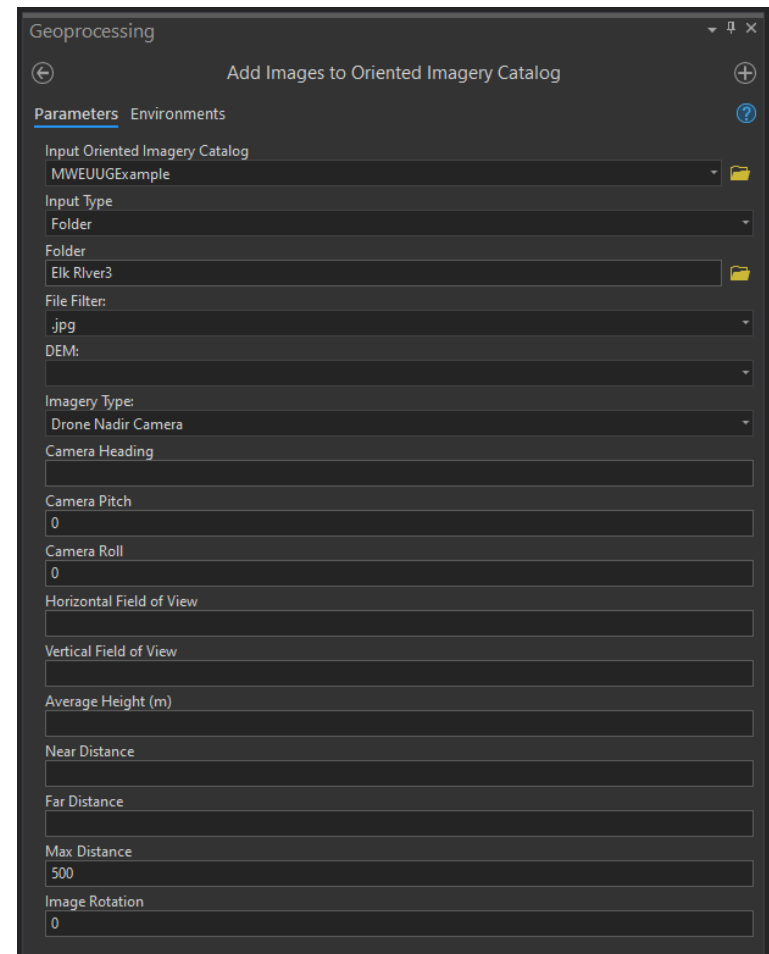 Geoprocessing
Add Images to Oriented Imagery Catalog
Parameters Environments
Input Oriented Imagery Catalog
MWEUUGExample
Input Type
Folder
Folder
Elk RIver3
File Filter:
.jpg
DEM:
Imagery Type:
Drone Nadir Camera
Camera Heading
Camera Pitch
0
Camera Roll
0
Horizontal Field of View
Vertical Field of View
Average Height (m)
Near Distance
Far Distance
Max Distance
500
Image Rotation
0